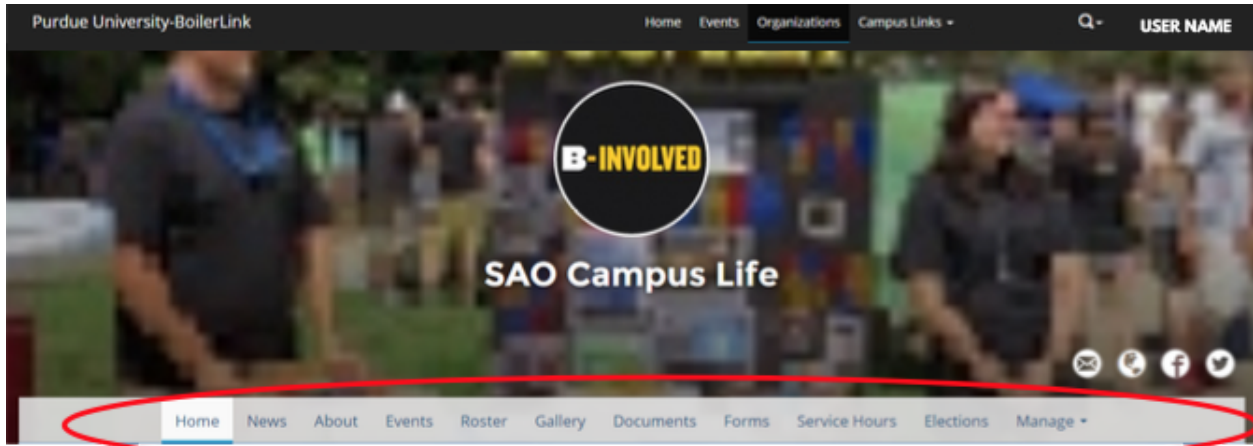 Purdue University-BoilerLink Home Events Organizations Campus Links USER NAME
B-INVOLVED
SAO Campus Life
Home News About Events Roster Gallery Documents Forms Service Hours Elections Manage